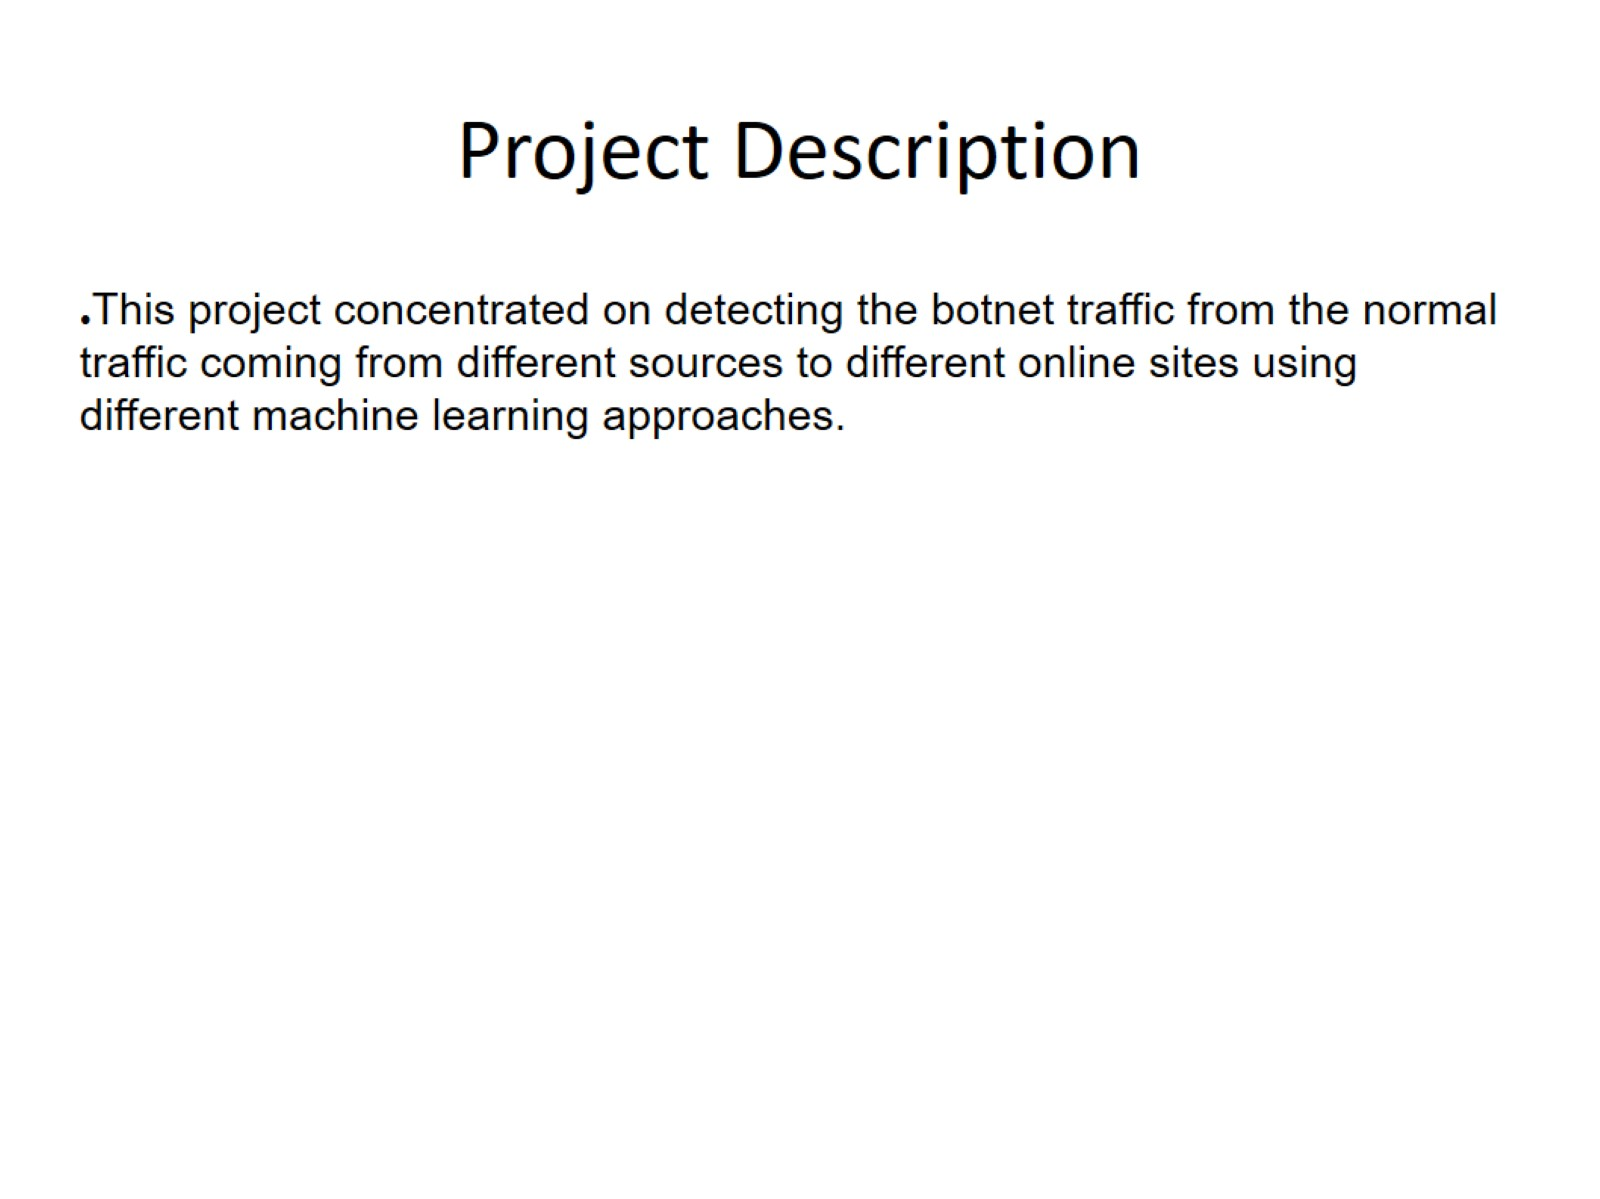 Project Description
.This project concentrated on detecting the botnet traffic from the normal
traffic coming from different sources to different online sites using
different machine learning approaches.